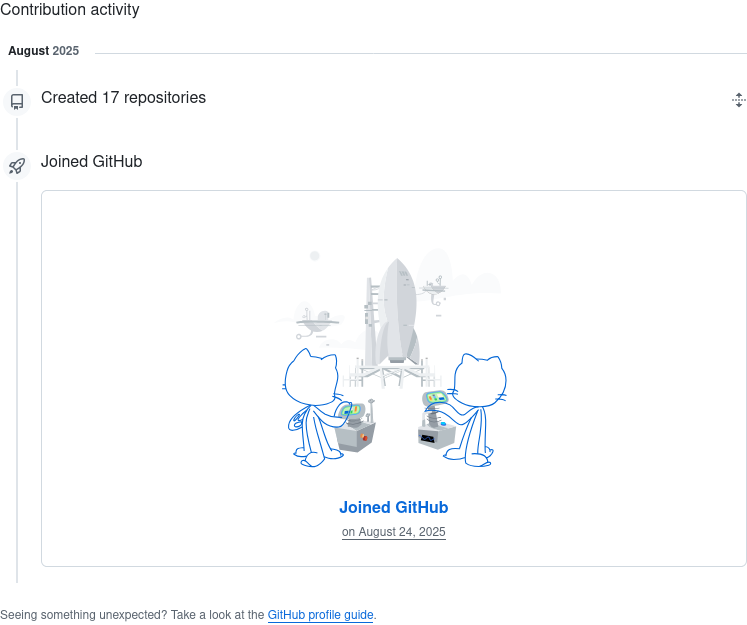 Contribution activity
August 2025
Created 17 repositories
Joined GitHub
Joined GitHub
on August 24, 2025
Seeing something unexpected? Take a look at the GitHub profile guide.